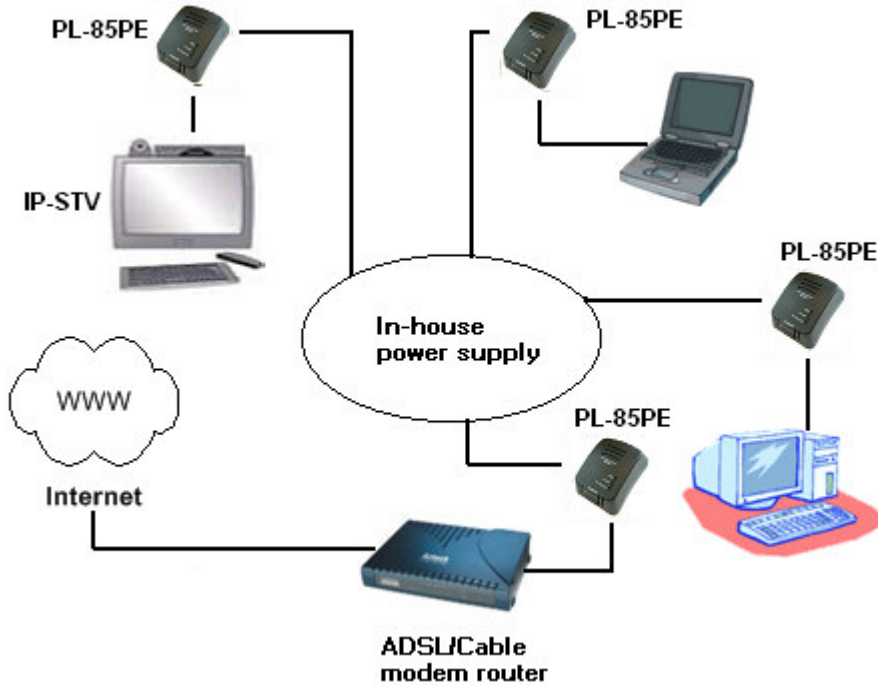 PL-85PE
PL-85PE
IP-STV
PL-85PE
In-house
power supply
WWW
PL-85PE
Internet
aztech
ADSL/Cable
modem router